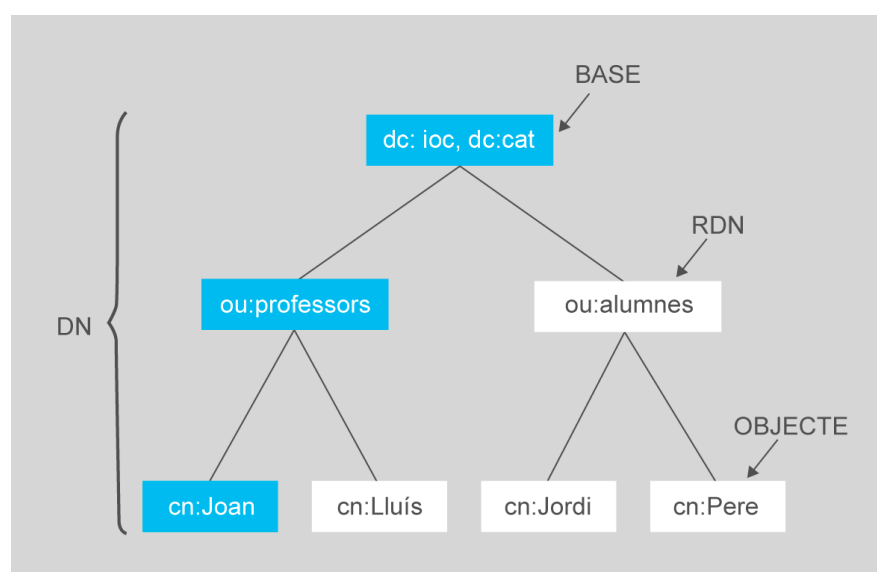 BASE
dc: ioc, dc:cat
RDN
ou:professors
ou:alumnes
DN
OBJECTE
cn:Joan
cn:Lluís
cn:Jordi
cn:Pere